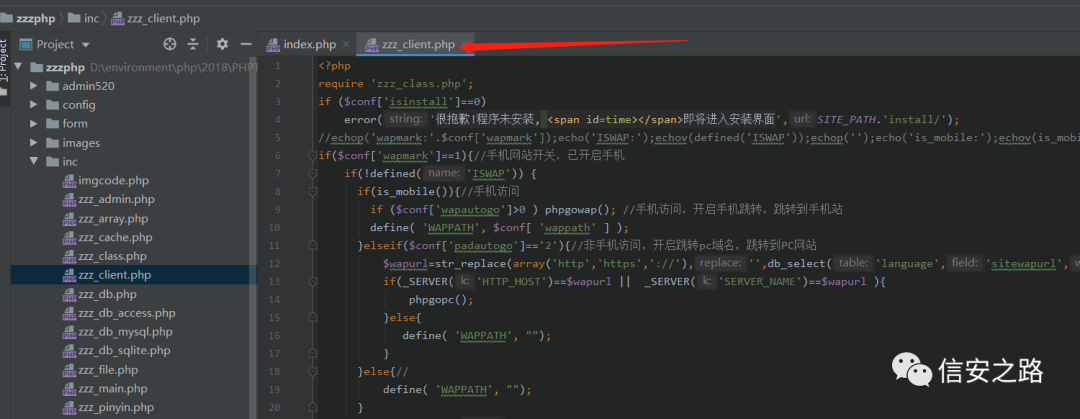 zzzphp inc zzz_client.php
1: Project
Project
index.php zzz_client.php
zzzphp D:\environment\php\2018\PHPT
admin520
config
form
images
inc
imgcode.php
zzz_admin.php
zzz_array.php
zzz_cache.php
zzz_class.php
zzz_client.php
zzz_db.php
zzz_db_access.php
zzz_db_mysql.php
zzz_db_sqlite.php
zzz_file.php
zzz_main.php
zzz_pinyin.php
1 <?php
2 require 'zzz_class.php';
3 if ($conf['isinstall']==0)
4 error( string: '很抱歉!程序未安装, <span id=time></span>即将进入安装界面', url: SITE_PATH.'install/');
5 //echop('wapmark:'.$conf['wapmark']);echo('ISWAP:');echov(defined('ISWAP'));echop('');echo('is_mobile:');echov(is_mob
6 if($conf['wapmark']==1){//手机网站开关，已开启手机
7 if(!defined( name: 'ISWAP')) {
8 if(is_mobile()){//手机访问
9 if ($conf['wapautogo']>0 ) phpgowap(); //手机访问，开启手机跳转，跳转到手机站
10 define( 'WAPPATH', $conf[ 'wappath' ] );
11 }elseif($conf['padautogo']=='2'){//非手机访问，开启跳转pc域名，跳转到PC网站
12 $wapurl=str_replace(array('http','https','://'), replace: '',db_select( table: 'language', field: 'sitewapurl', w
13 if(_SERVER( k: 'HTTP_HOST')==$wapurl || _SERVER( k: 'SERVER_NAME')==$wapurl ){
14 phpgopc();
15 }else{
16 define( 'WAPPATH', "");
17 }
18 }else{//
19 define( 'WAPPATH', "");
20 }
信安之路